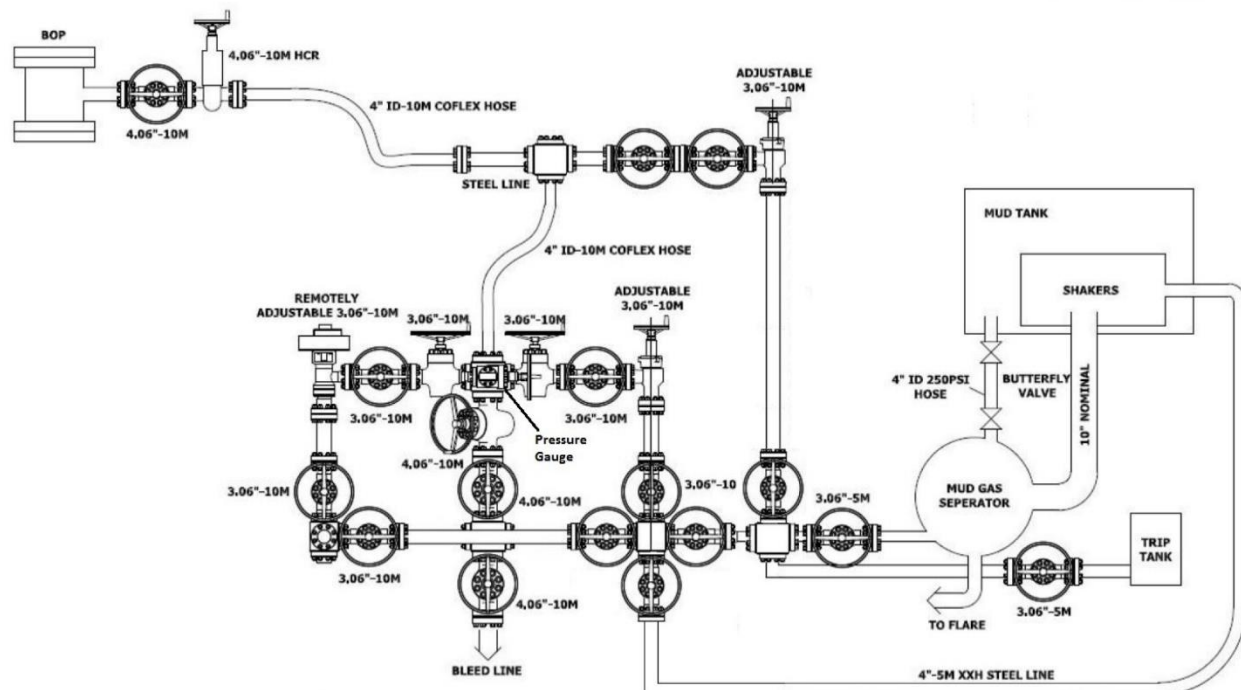 BOP
4.06"-10M HCR
4.06"-10M
4" ID-10M COFLEX HOSE
STEEL LINE
ADJUSTABLE
3.06"-10M
4" ID-10M COFLEX HOSE
MUD TANK
SHAKERS
REMOTELY
ADJUSTABLE 3.06"-10M
3.06"-10M
3.06"-10M
ADJUSTABLE
3.06"-10M
4" ID 250PSI
HOSE
BUTTERFLY
VALVE
10" NOMINAL
3.06"-10M
3.06"-10M
Pressure
Gauge
4.06"-10M
3.06"-10M
4.06"-10M
3.06"-10
3.06"-5M
MUD GAS
SEPERATOR
TRIP
TANK
3.06"-10M
4.06"-10M
3.06"-5M
TO FLARE
BLEED LINE
4"-5M XXH STEEL LINE